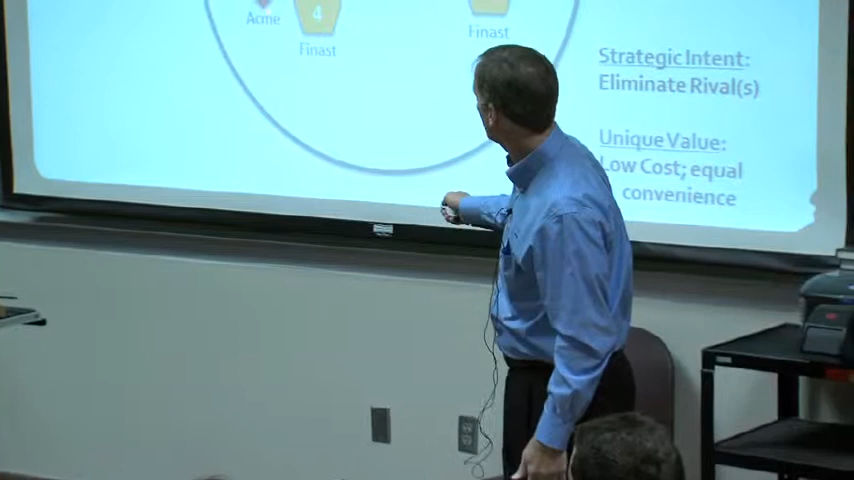 4
Acme
Finast
Finast
Strategic Intent:
Eliminate Rival(s)
Unique Value:
Low Cost; equal
convenience